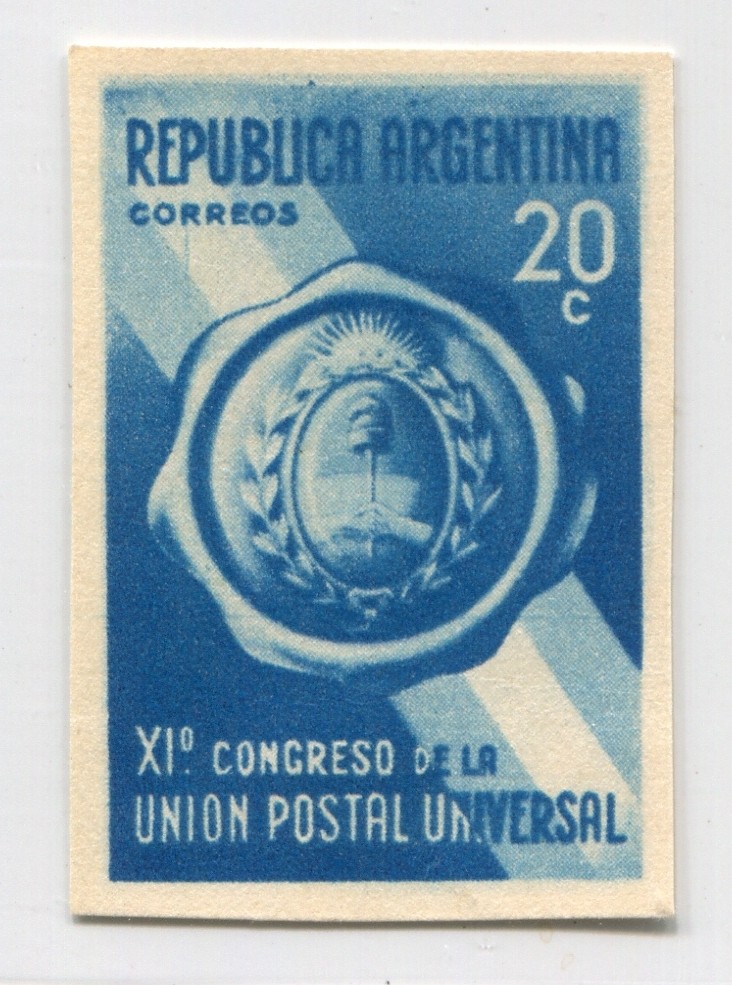 REPUBLICA ARGENTINA
CORREOS
20
C
XIº. CONGRESO DE LA
UNION POSTAL UNIVERSAL